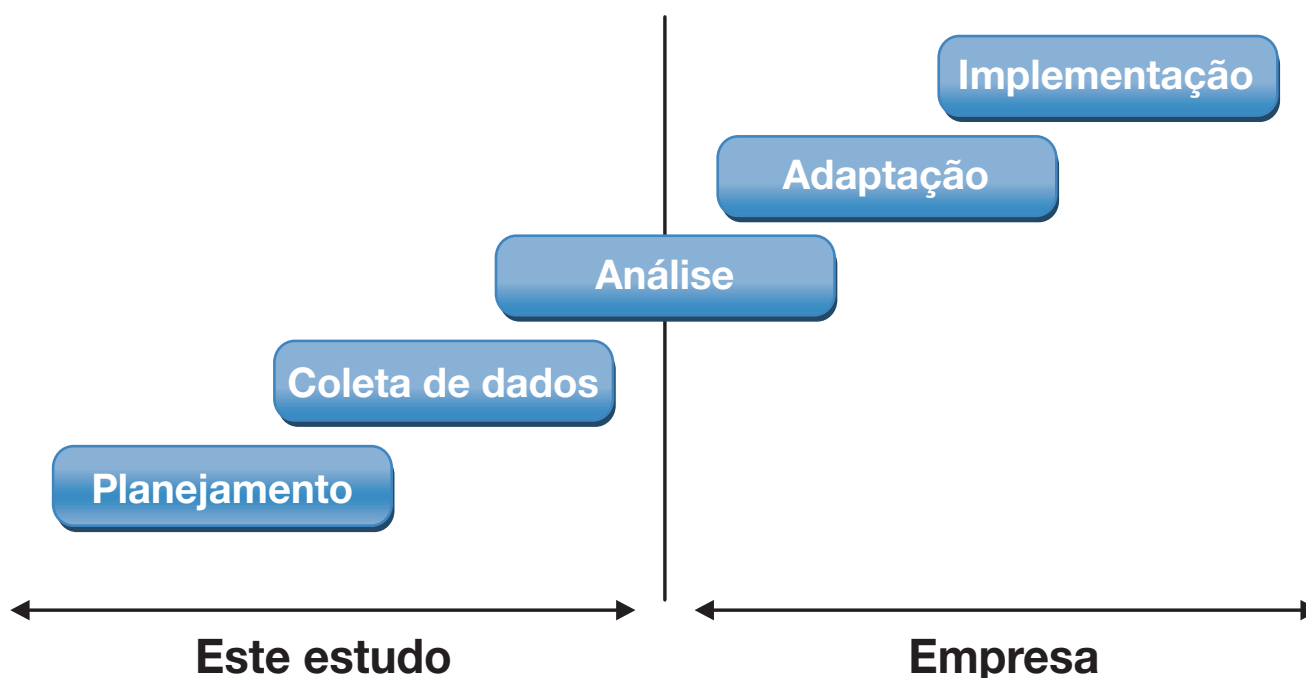 Implementação
Adaptação
Análise
Coleta de dados
Planejamento
Este estudo
Empresa